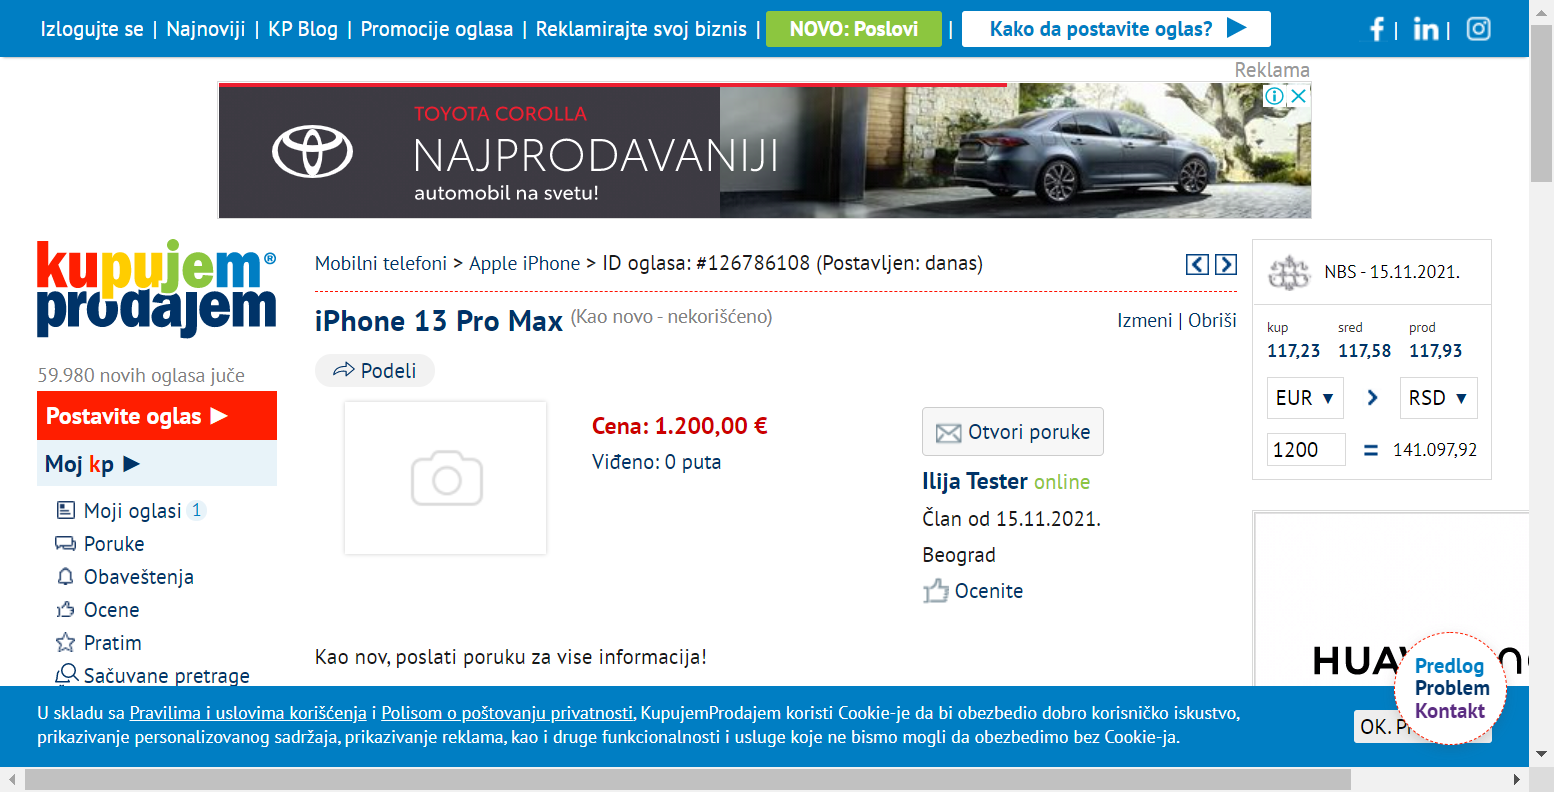 Izlogujte se | Najnoviji | KP Blog | Promocije oglasa | Reklamirajte svoj biznis | NOVO: Poslovi | Kako da postavite oglas?
Reklama
TOYOTA COROLLA
NAJPRODAVANIJI
automobil na svetu!
kupujem
prodajem
Mobilni telefoni > Apple iPhone > ID oglasa: #126786108 (Postavljen: danas)
iPhone 13 Pro Max (Kao novo - nekorišćeno)
Izmeni | Obriši
Podeli
Cena: 1.200,00 €
Viđeno: 0 puta
Otvori poruke
Ilija Tester online
Član od 15.11.2021.
Beograd
Ocenite
Kao nov, poslati poruku za vise informacija!
59.980 novih oglasa juče
Postavite oglas
Moj kp
Moji oglasi 1
Poruke
Obaveštenja
Ocene
Pratim
Sačuvane pretrage
NBS - 15.11.2021.
kup sred prod
117,23 117,58 117,93
EUR RSD
1200 = 141.097,92
Predlog
Problem
Kontakt
U skladu sa Pravilima i uslovima korišćenja i Polisom o poštovanju privatnosti, KupujemProdajem koristi Cookie-je da bi obezbedio dobro korisničko iskustvo,
prikazivanje personalizovanog sadržaja, prikazivanje reklama, kao i druge funkcionalnosti i usluge koje ne bismo mogli da obezbedimo bez Cookie-ja.
OK.